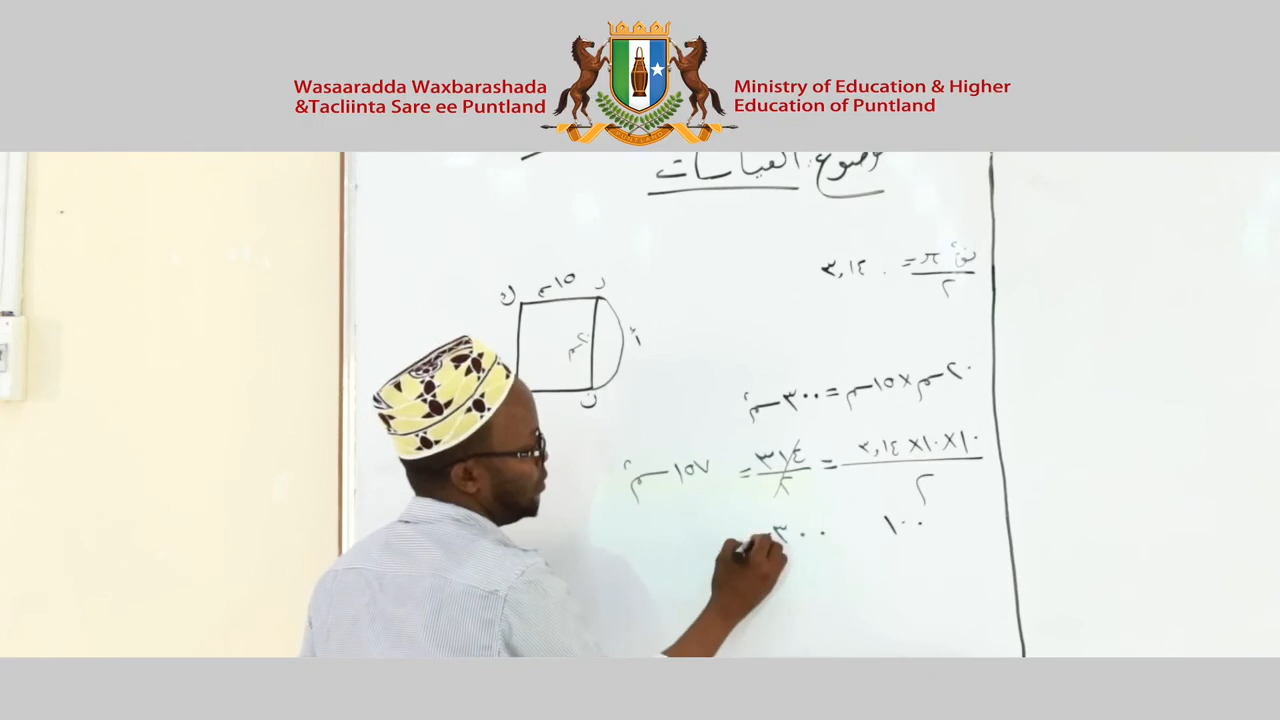 Wasaaradda Waxbarashada
&Tacliinta Sare ee Puntland
Ministry of Education & Higher
Education of Puntland
PUNTLAND
القياسات
نق٢ π / ٢ = ٣,١٤
ك ١٥سم د
٢٠سم
أ
ن
٢٠سم × ١٥سم = ٣٠٠سم٢
١٠×١٠×٣,١٤ / ٢ = ٣١٤ / ٢ = ١٥٧سم٢
١٠٠ ٣٠٠